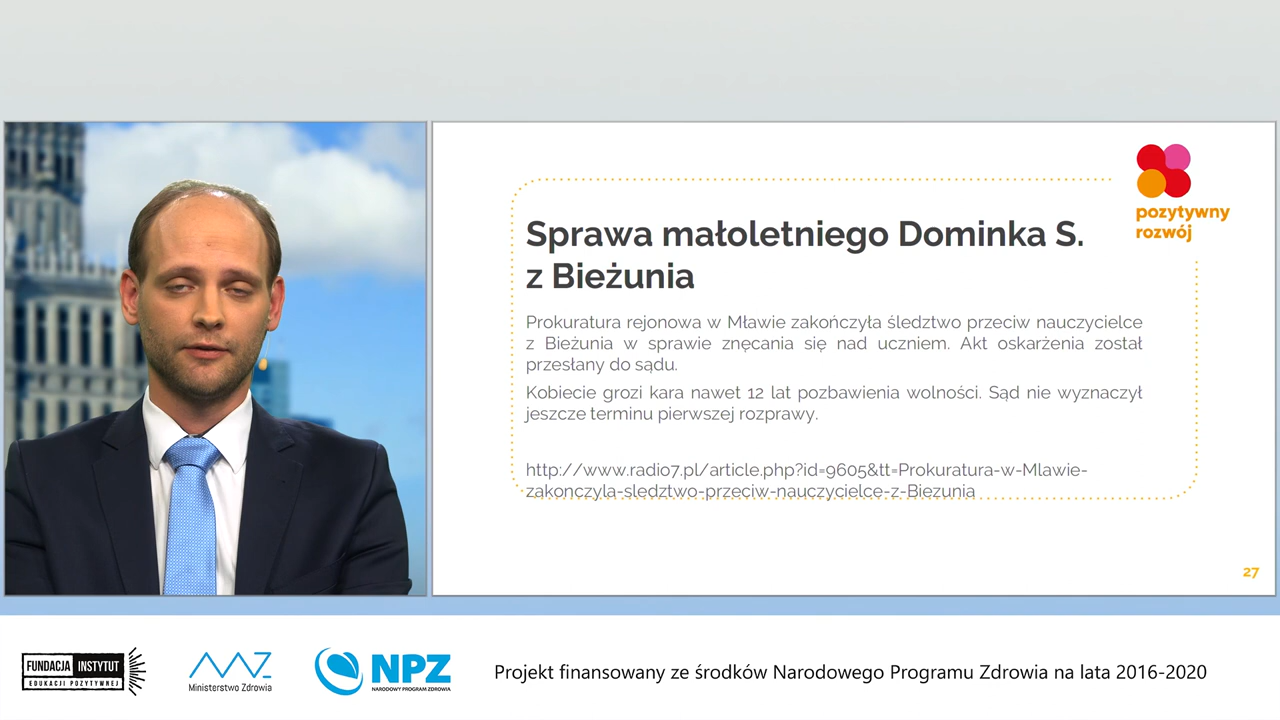 pozytywny
rozwój
Sprawa małoletniego Dominka S.
z Bieżunia
Prokuratura rejonowa w Mławie zakończyła śledztwo przeciw nauczycielce
z Bieżunia w sprawie znęcania się nad uczniem. Akt oskarżenia został
przesłany do sądu.
Kobiecie grozi kara nawet 12 lat pozbawienia wolności. Sąd nie wyznaczył
jeszcze terminu pierwszej rozprawy.
http://www.radio7.pl/article.php?id=9605&tt=Prokuratura-w-Mlawie-
zakonczyla-sledztwo-przeciw-nauczycielce-z-Biezunia
27
FUNDACJA INSTYTUT
EDUKACJI POZYTYWNEJ
Ministerstwo Zdrowia
NPZ
NARODOWY PROGRAM ZDROWIA
Projekt finansowany ze środków Narodowego Programu Zdrowia na lata 2016-2020